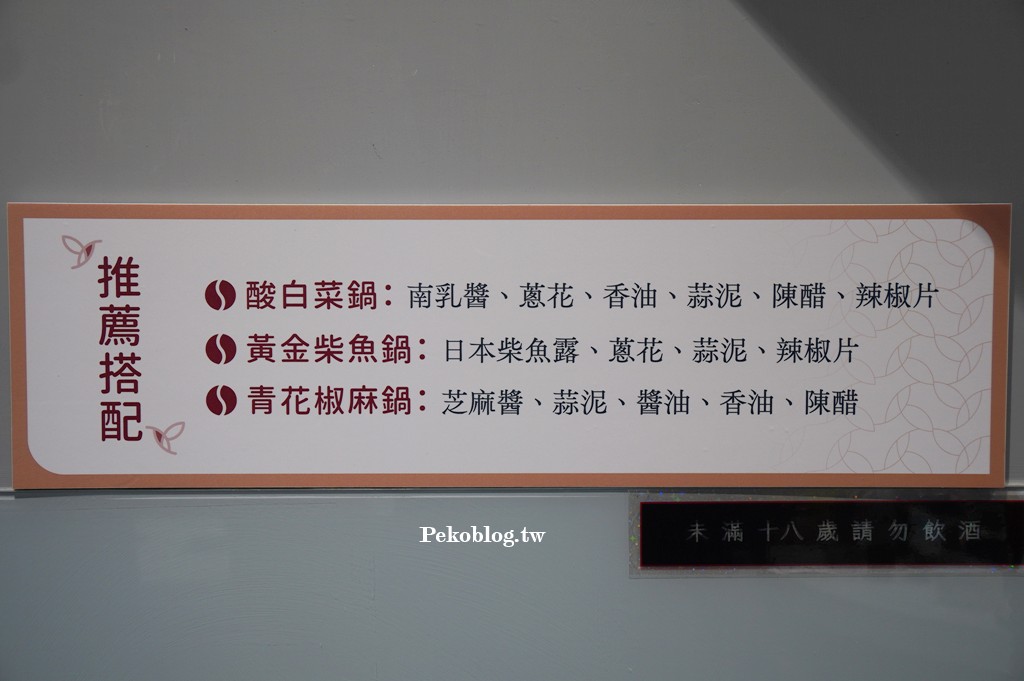 推薦搭配
酸白菜鍋：南乳醬、蔥花、香油、蒜泥、陳醋、辣椒片
黃金柴魚鍋：日本柴魚露、蔥花、蒜泥、辣椒片
青花椒麻鍋：芝麻醬、蒜泥、醬油、香油、陳醋
Pekoblog.tw
未滿十八歲請勿飲酒